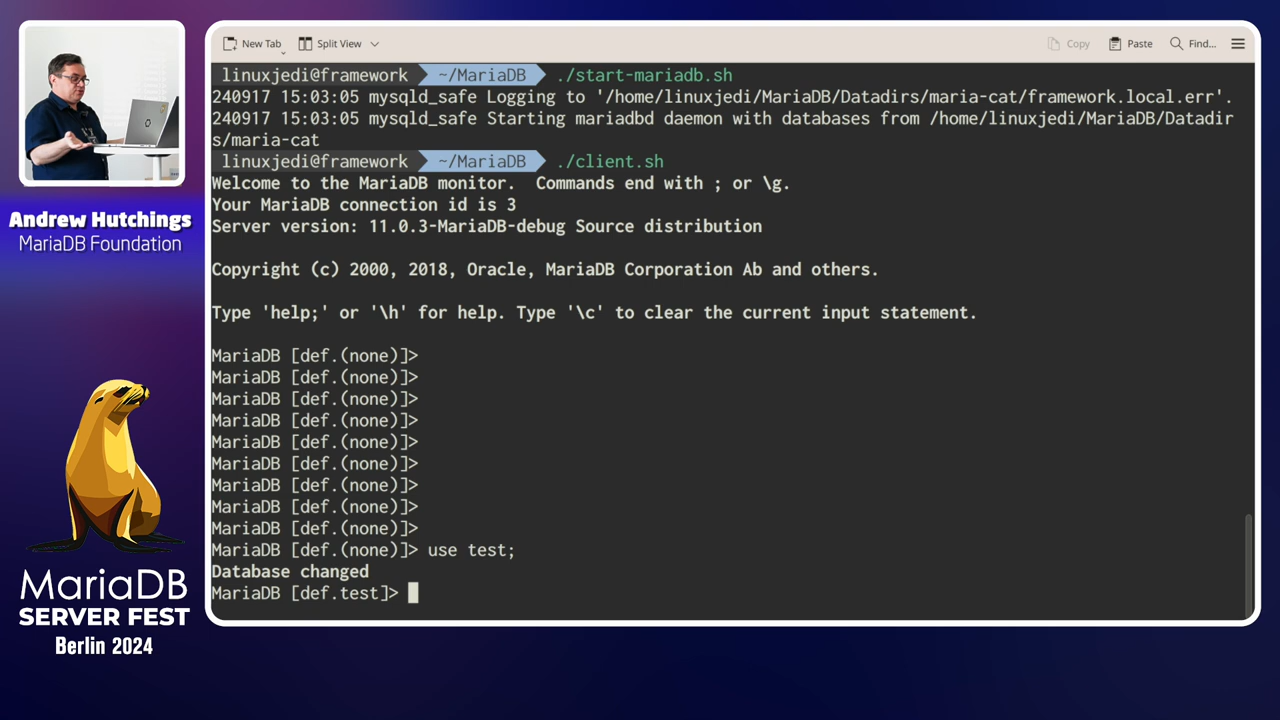 New Tab
Split View
Copy
Paste
Find...
linuxjedi@framework ~/MariaDB ./start-mariadb.sh
240917 15:03:05 mysqld_safe Logging to '/home/linuxjedi/MariaDB/Datadirs/maria-cat/framework.local.err'.
240917 15:03:05 mysqld_safe Starting mariadbd daemon with databases from /home/linuxjedi/MariaDB/Datadir
s/maria-cat
linuxjedi@framework ~/MariaDB ./client.sh
Welcome to the MariaDB monitor.  Commands end with ; or \g.
Your MariaDB connection id is 3
Server version: 11.0.3-MariaDB-debug Source distribution
Copyright (c) 2000, 2018, Oracle, MariaDB Corporation Ab and others.
Type 'help;' or '\h' for help. Type '\c' to clear the current input statement.
MariaDB [def.(none)]>
MariaDB [def.(none)]>
MariaDB [def.(none)]>
MariaDB [def.(none)]>
MariaDB [def.(none)]>
MariaDB [def.(none)]>
MariaDB [def.(none)]>
MariaDB [def.(none)]>
MariaDB [def.(none)]>
MariaDB [def.(none)]> use test;
Database changed
MariaDB [def.test]>
Andrew Hutchings
MariaDB Foundation
MariaDB
SERVER FEST
Berlin 2024